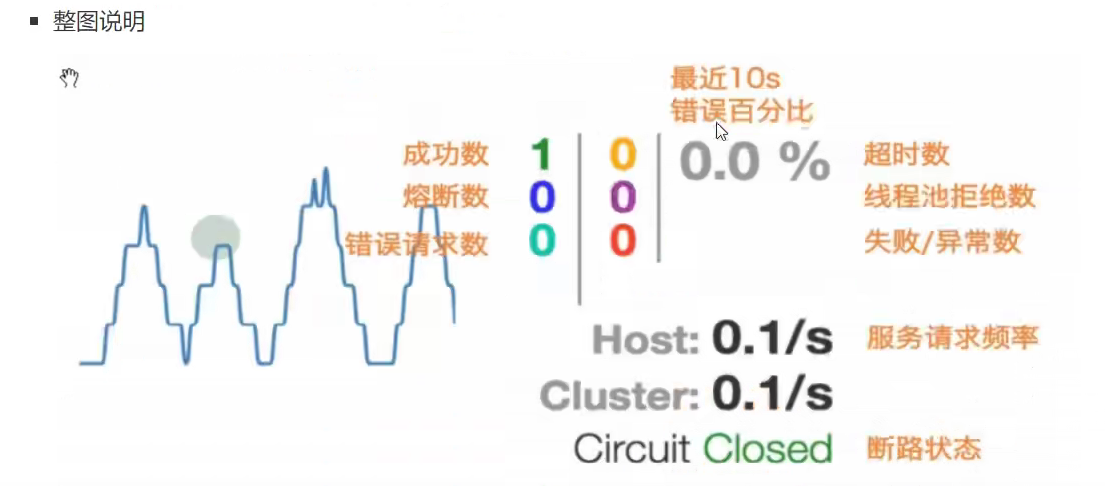 整图说明
最近10s
错误百分比
成功数 1 0 0.0 % 超时数
熔断数 0 0 线程池拒绝数
错误请求数 0 0 失败/异常数
Host: 0.1/s 服务请求频率
Cluster: 0.1/s
Circuit Closed 断路状态